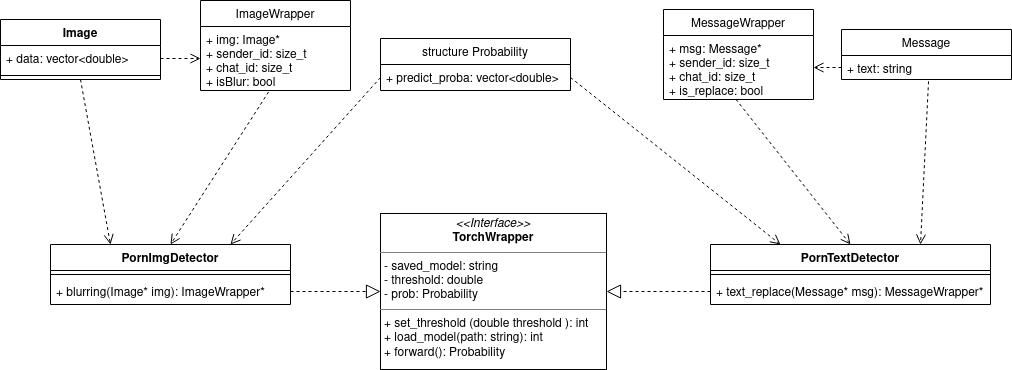 Image
+ data: vector<double>
ImageWrapper
+ img: Image*
+ sender_id: size_t
+ chat_id: size_t
+ isBlur: bool
structure Probability
+ predict_proba: vector<double>
MessageWrapper
+ msg: Message*
+ sender_id: size_t
+ chat_id: size_t
+ is_replace: bool
Message
+ text: string
PornImgDetector
+ blurring(Image* img): ImageWrapper*
<<Interface>>
TorchWrapper
- saved_model: string
- threshold: double
- prob: Probability
+ set_threshold (double threshold ): int
+ load_model(path: string): int
+ forward(): Probability
PornTextDetector
+ text_replace(Message* msg): MessageWrapper*